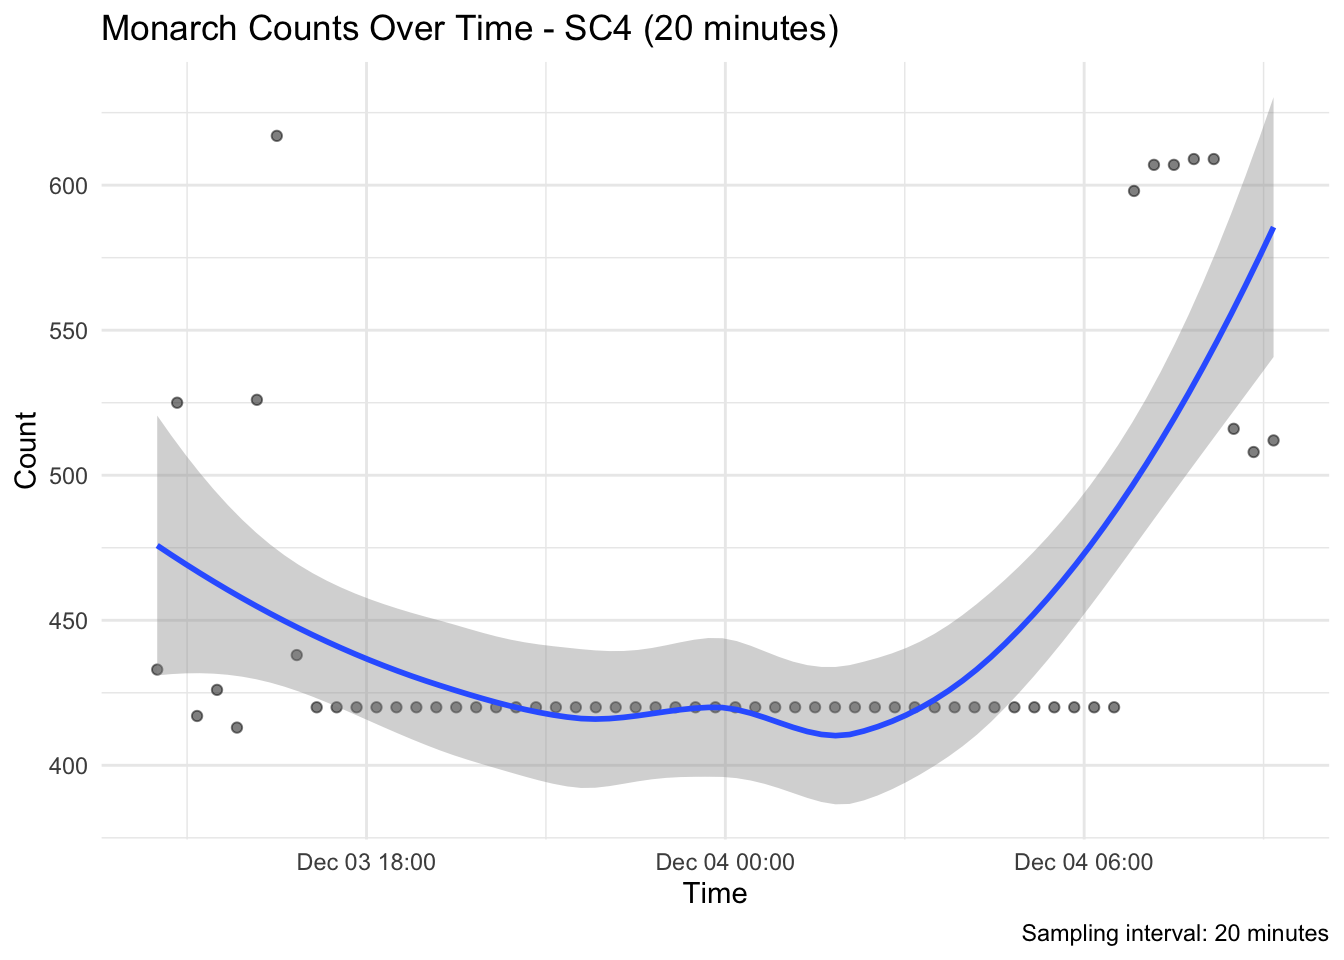 Monarch Counts Over Time - SC4 (20 minutes)
600
550
500
450
400
Count
Dec 03 18:00
Dec 04 00:00
Dec 04 06:00
Time
Sampling interval: 20 minutes